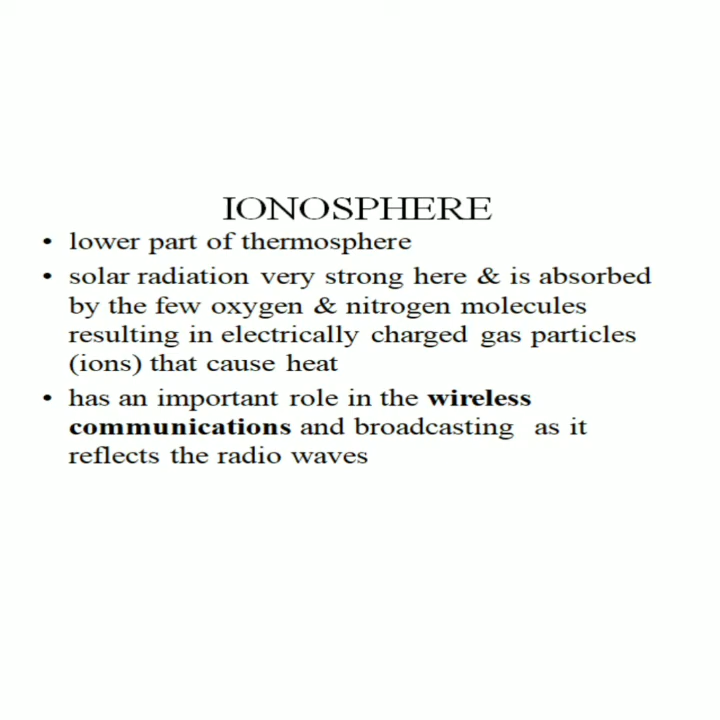 IONOSPHERE
• lower part of thermosphere
• solar radiation very strong here & is absorbed
by the few oxygen & nitrogen molecules
resulting in electrically charged gas particles
(ions) that cause heat
• has an important role in the wireless
communications and broadcasting as it
reflects the radio waves